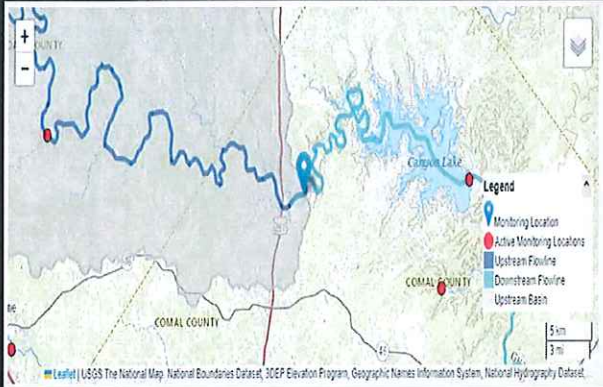 +
COUNTY
−
Canyon Lake
Legend
Monitoring Location
Active Monitoring Locations
Upstream Flowline
Downstream Flowline
Upstream Basin
COMAL COUNTY
COMAL COUNTY
46
5 km
3 mi
Leaflet | USGS The National Map: National Boundaries Dataset, 3DEP Elevation Program, Geographic Names Information System, National Hydrography Dataset,